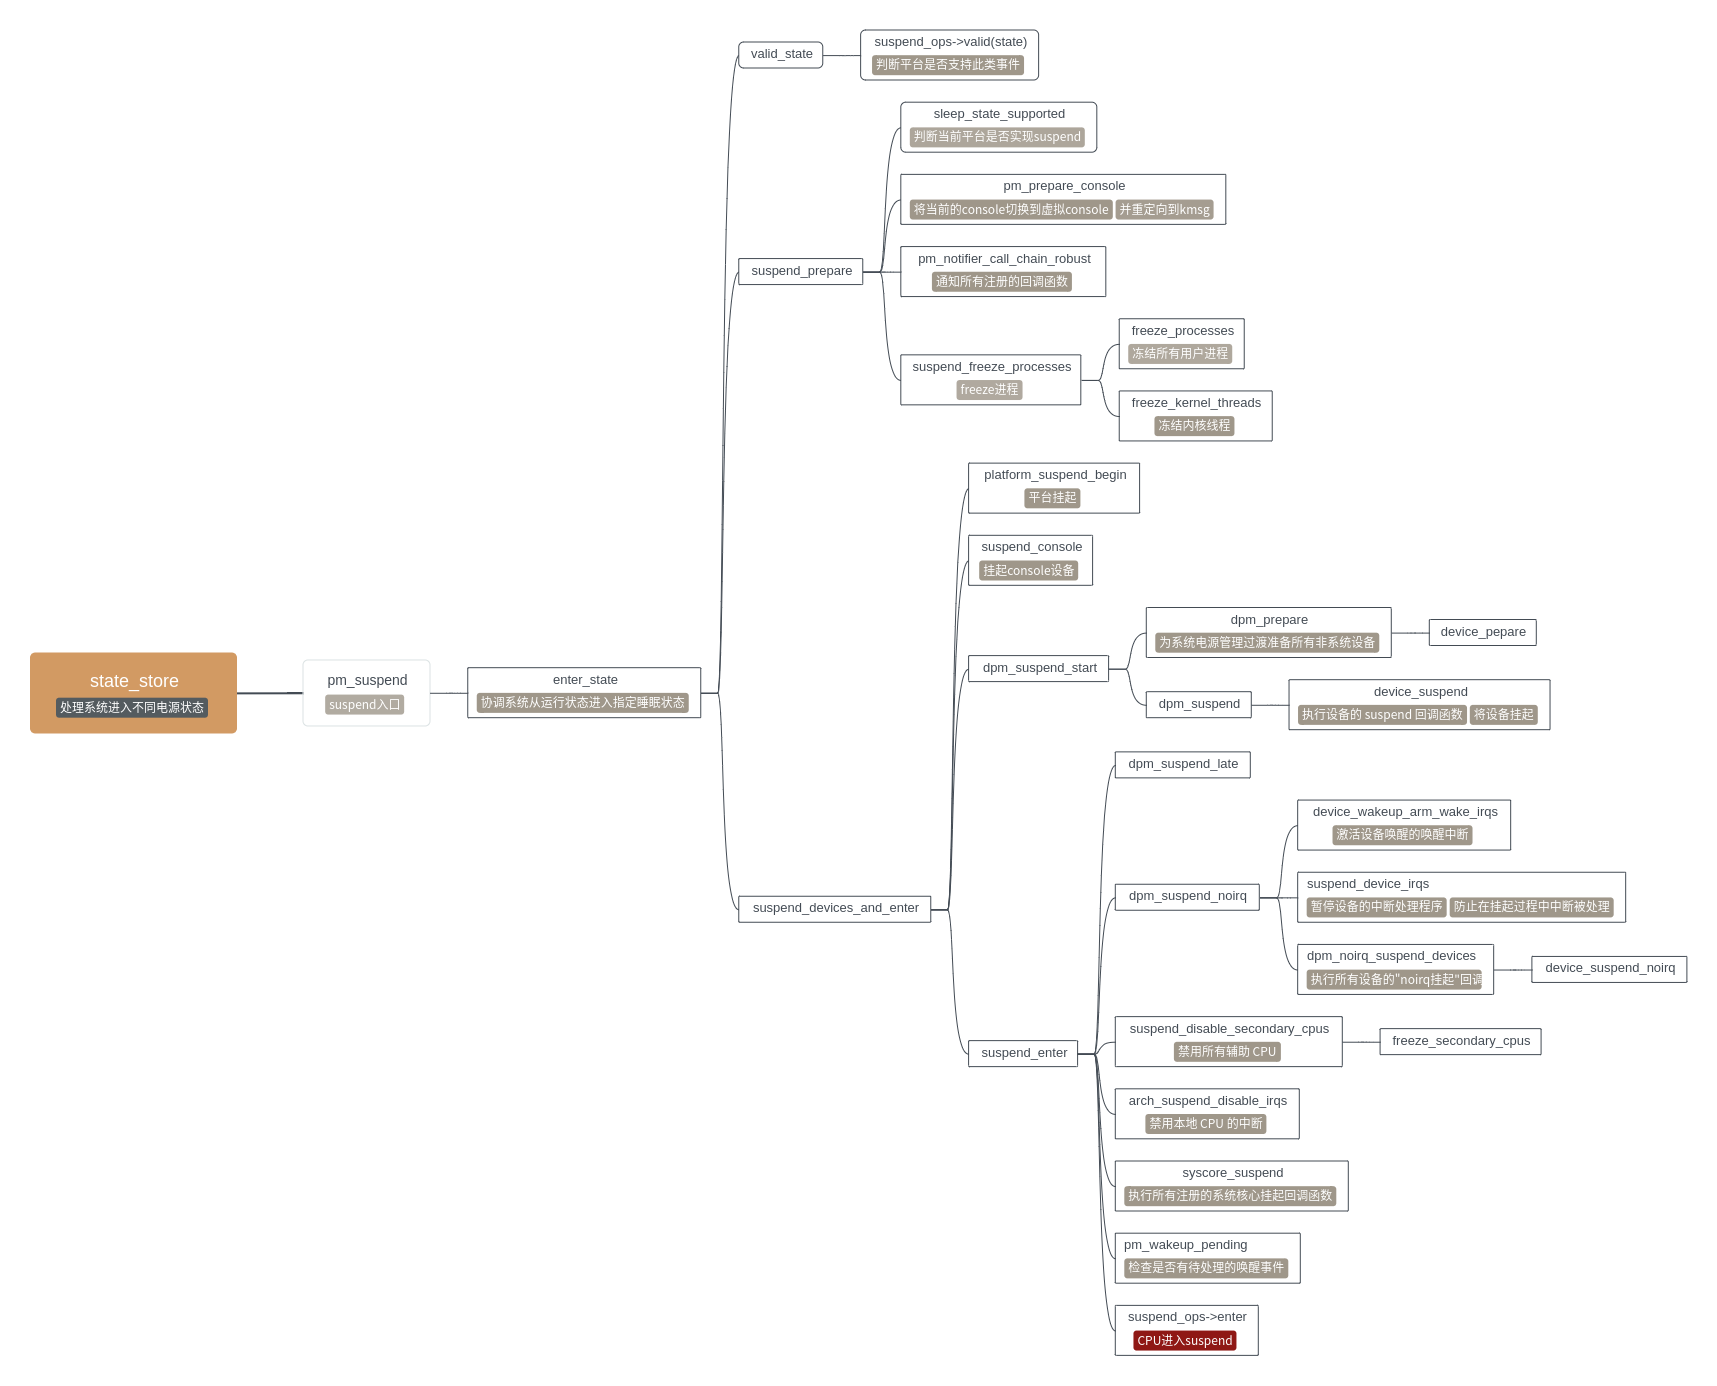 state_store
处理系统进入不同电源状态
pm_suspend
suspend入口
enter_state
协调系统从运行状态进入指定睡眠状态
valid_state
suspend_ops->valid(state)
判断平台是否支持此类事件
suspend_prepare
sleep_state_supported
判断当前平台是否实现suspend
pm_prepare_console
将当前的console切换到虚拟console 并重定向到kmsg
pm_notifier_call_chain_robust
通知所有注册的回调函数
suspend_freeze_processes
freeze进程
freeze_processes
冻结所有用户进程
freeze_kernel_threads
冻结内核线程
suspend_devices_and_enter
platform_suspend_begin
平台挂起
suspend_console
挂起console设备
dpm_suspend_start
dpm_prepare
为系统电源管理过渡准备所有非系统设备
device_pepare
dpm_suspend
device_suspend
执行设备的 suspend 回调函数 将设备挂起
suspend_enter
dpm_suspend_late
dpm_suspend_noirq
device_wakeup_arm_wake_irqs
激活设备唤醒的唤醒中断
suspend_device_irqs
暂停设备的中断处理程序 防止在挂起过程中中断被处理
dpm_noirq_suspend_devices
执行所有设备的"noirq挂起"回调
device_suspend_noirq
suspend_disable_secondary_cpus
禁用所有辅助 CPU
freeze_secondary_cpus
arch_suspend_disable_irqs
禁用本地 CPU 的中断
syscore_suspend
执行所有注册的系统核心挂起回调函数
pm_wakeup_pending
检查是否有待处理的唤醒事件
suspend_ops->enter
CPU进入suspend